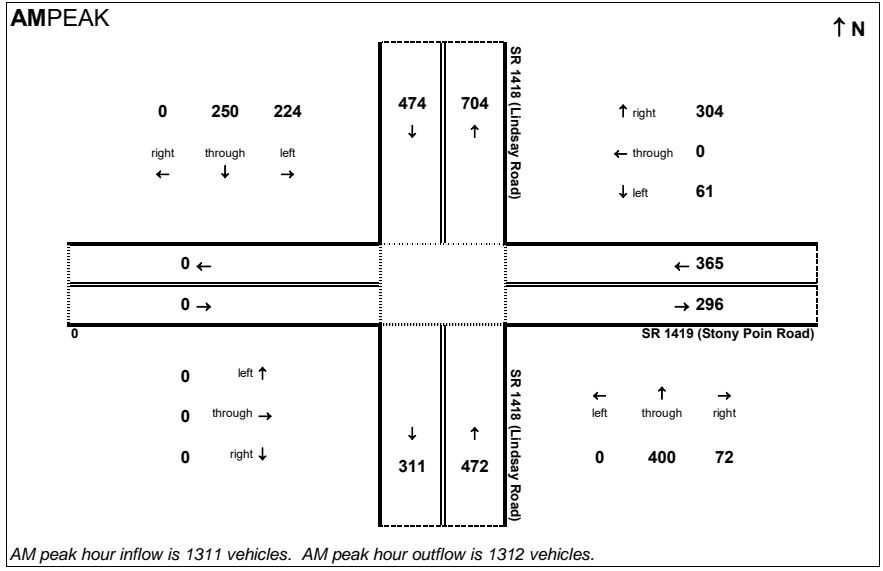 AMPEAK
↑ N
0 250 224
right through left
← ↓ →
474 704
↓ ↑
SR 1418 (Lindsay Road)
↑ right 304
← through 0
↓ left 61
0 ←
← 365
0 →
→ 296
0
SR 1419 (Stony Poin Road)
0 left ↑
0 through →
0 right ↓
↓ ↑
311 472
SR 1418 (Lindsay Road)
← ↑ →
left through right
0 400 72
AM peak hour inflow is 1311 vehicles. AM peak hour outflow is 1312 vehicles.